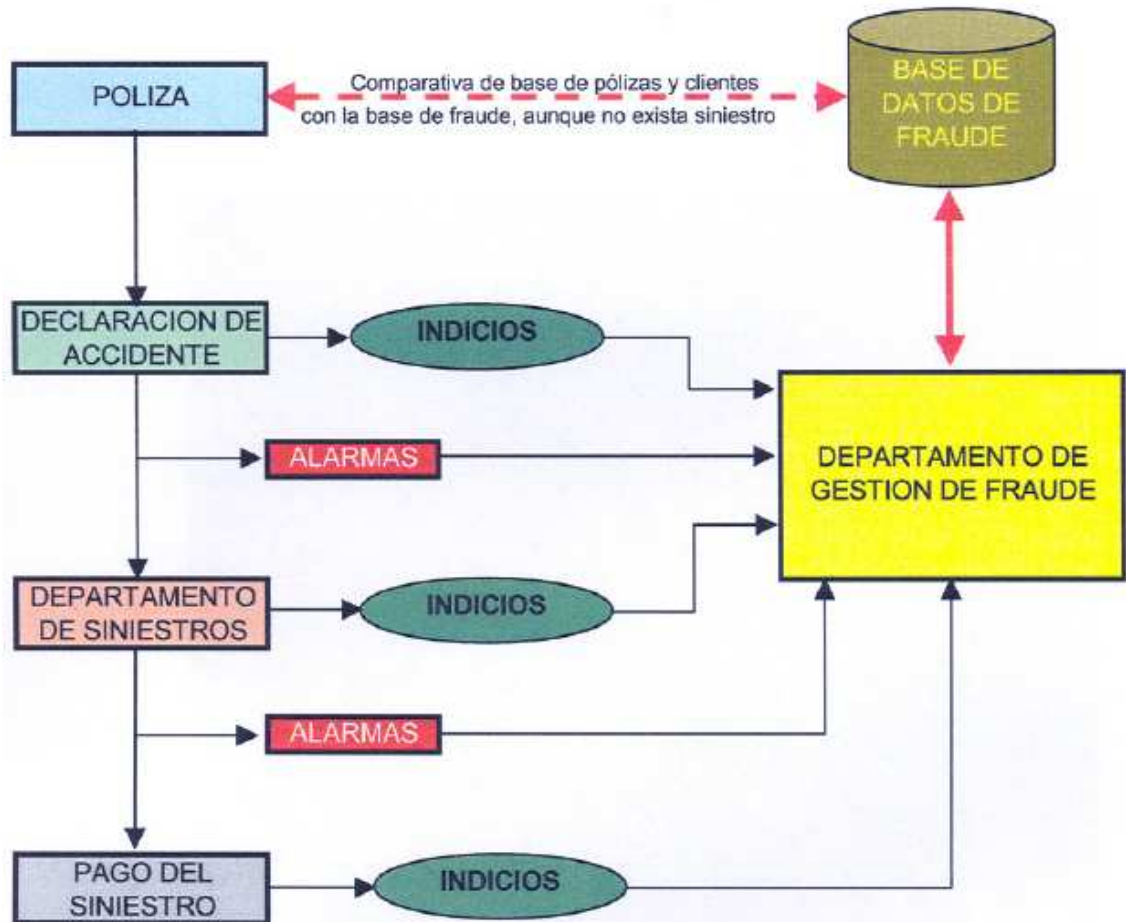 POLIZA
Comparativa de base de pólizas y clientes
con la base de fraude, aunque no exista siniestro
BASE DE
DATOS DE
FRAUDE
DECLARACION DE
ACCIDENTE
INDICIOS
ALARMAS
DEPARTAMENTO DE
GESTION DE FRAUDE
DEPARTAMENTO
DE SINIESTROS
INDICIOS
ALARMAS
PAGO DEL
SINIESTRO
INDICIOS